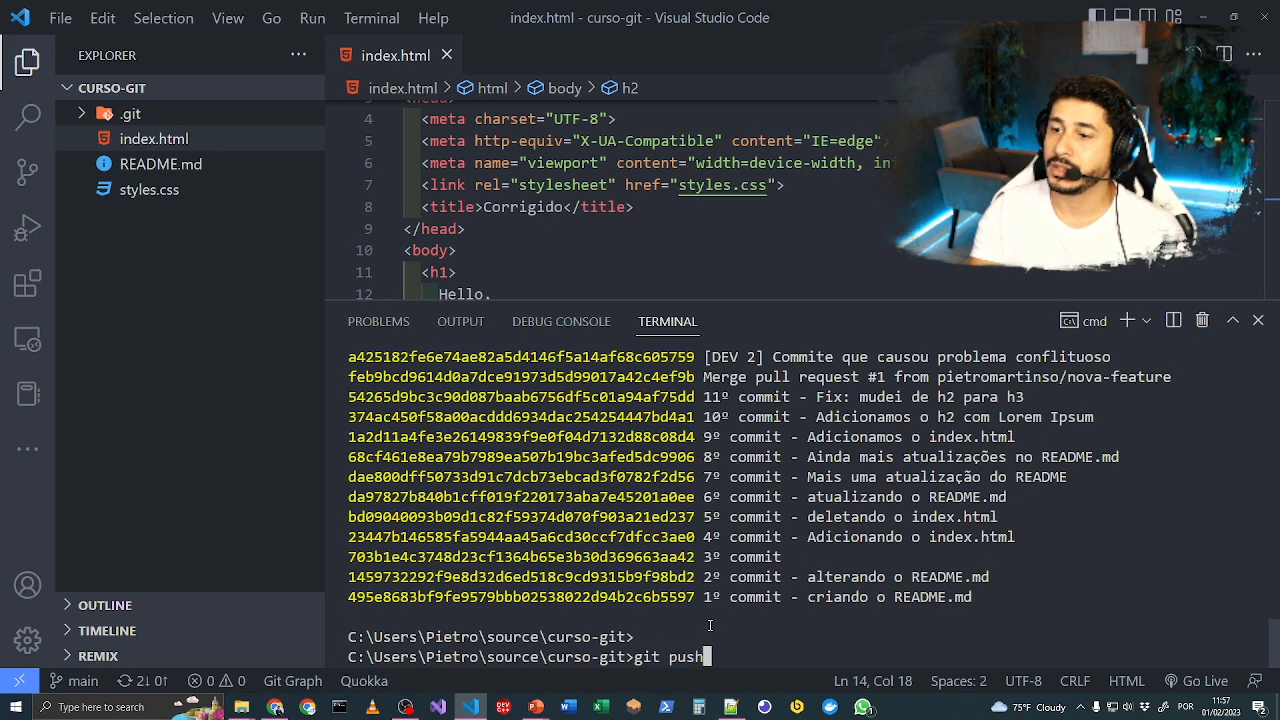 File Edit Selection View Go Run Terminal Help index.html - curso-git - Visual Studio Code
EXPLORER
index.html
CURSO-GIT
index.html > html > body > h2
.git
index.html
README.md
styles.css
4 <meta charset="UTF-8">
5 <meta http-equiv="X-UA-Compatible" content="IE=edge">
6 <meta name="viewport" content="width=device-width, in
7 <link rel="stylesheet" href="styles.css">
8 <title>Corrigido</title>
9 </head>
10 <body>
11 <h1>
12 Hello,
PROBLEMS OUTPUT DEBUG CONSOLE TERMINAL cmd
a425182fe6e74ae82a5d4146f5a14af68c605759 [DEV 2] Commite que causou problema conflituoso
feb9bcd9614d0a7dce91973d5d99017a42c4ef9b Merge pull request #1 from pietromartinso/nova-feature
54265d9bc3c90d087baab6756df5c01a94af75dd 11º commit - Fix: mudei de h2 para h3
374ac450f58a00acddd6934dac254254447bd4a1 10º commit - Adicionamos o h2 com Lorem Ipsum
1a2d11a4fe3e26149839f9e0f04d7132d88c08d4 9º commit - Adicionamos o index.html
68cf461e8ea79b7989ea507b19bc3afed5dc9906 8º commit - Ainda mais atualizações no README.md
dae800dff50733d91c7dcb73ebcad3f0782f2d56 7º commit - Mais uma atualização do README
da97827b840b1cff019f220173aba7e45201a0ee 6º commit - atualizando o README.md
bd09040093b09d1c82f59374d070f903a21ed237 5º commit - deletando o index.html
23447b146585fa5944aa45a6cd30ccf7dfcc3ae0 4º commit - Adicionando o index.html
703b1e4c3748d23cf1364b65e3b30d369663aa42 3º commit
1459732292f9e8d32d6ed518c9cd9315b9f98bd2 2º commit - alterando o README.md
495e8683bf9fe9579bbb02538022d94b2c6b5597 1º commit - criando o README.md
C:\Users\Pietro\source\curso-git>
C:\Users\Pietro\source\curso-git>git push
OUTLINE
TIMELINE
REMIX
main 2↓ 0↑ 0 0 Git Graph Quokka Ln 14, Col 18 Spaces: 2 UTF-8 CRLF HTML Go Live
Type here to search 75°F Cloudy POR 11:57
01/02/2023